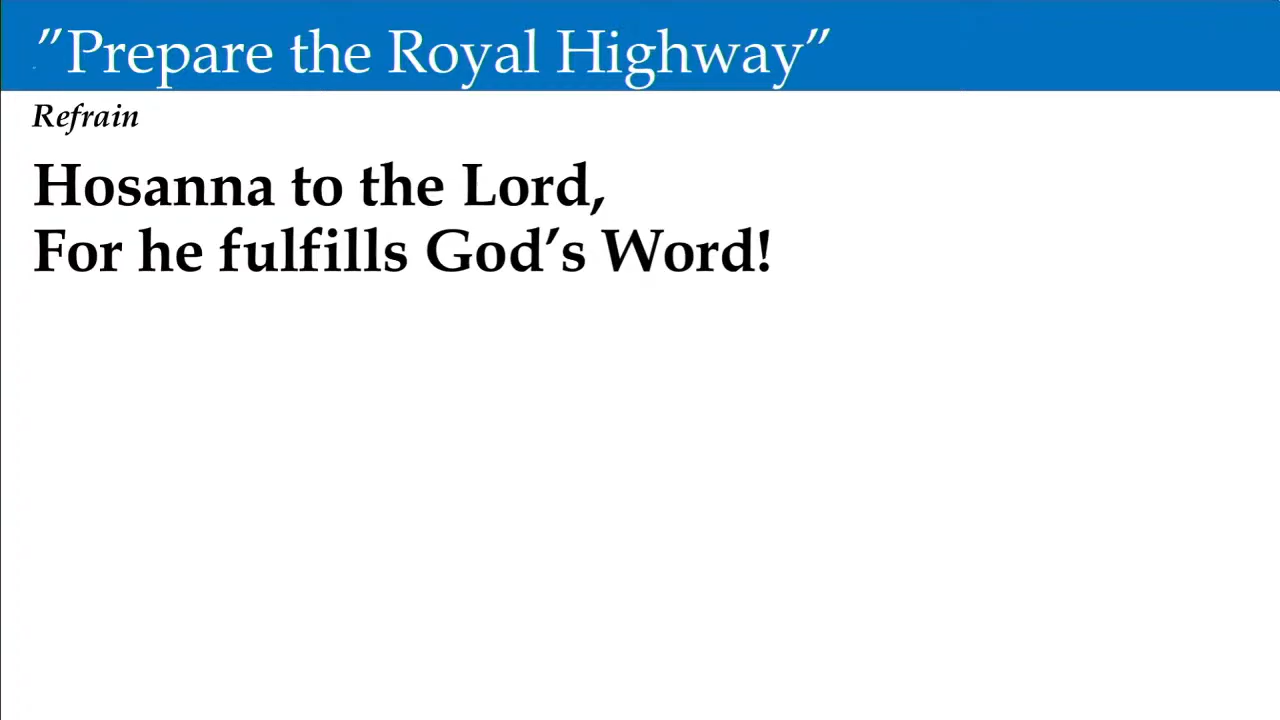 ”Prepare the Royal Highway”
Refrain
Hosanna to the Lord,
For he fulfills God’s Word!